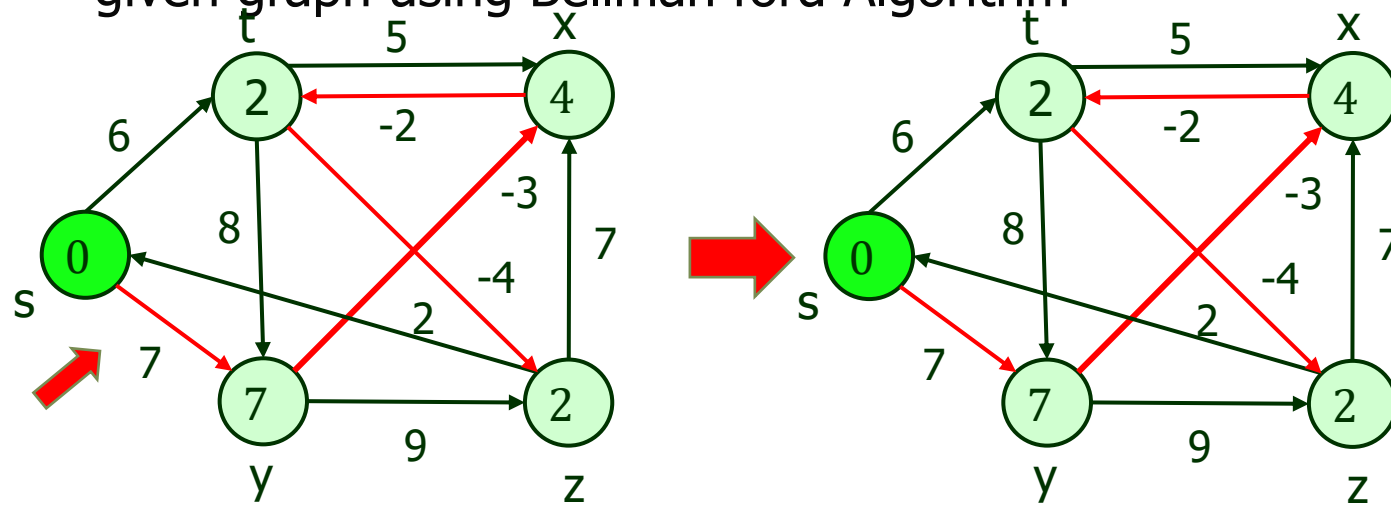 given graph using Bellman ford Algorithm
t 5 x t 5 x
2 4 2 4
6 -2 6 -2
-3 -3
8 8
0 7 0 7
-4 -4
s 2 s 2
7 7
7 2 7 2
9 9
y z y z